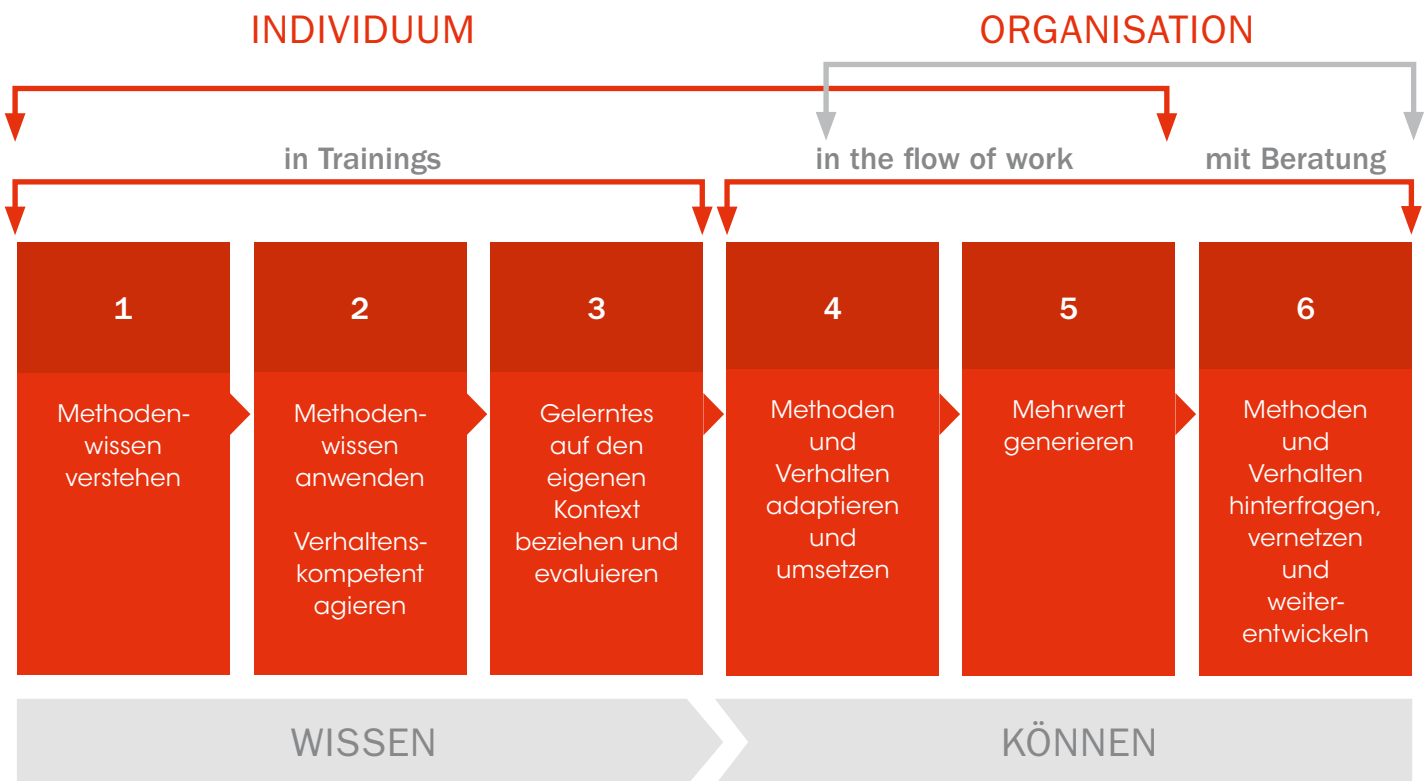 INDIVIDUUM
ORGANISATION
in Trainings
in the flow of work
mit Beratung
1
Methoden-
wissen
verstehen
2
Methoden-
wissen
anwenden
Verhaltens-
kompetent
agieren
3
Gelerntes
auf den
eigenen
Kontext
beziehen und
evaluieren
4
Methoden
und
Verhalten
adaptieren
und
umsetzen
5
Mehrwert
generieren
6
Methoden
und
Verhalten
hinterfragen,
vernetzen
und
weiter-
entwickeln
WISSEN
KÖNNEN